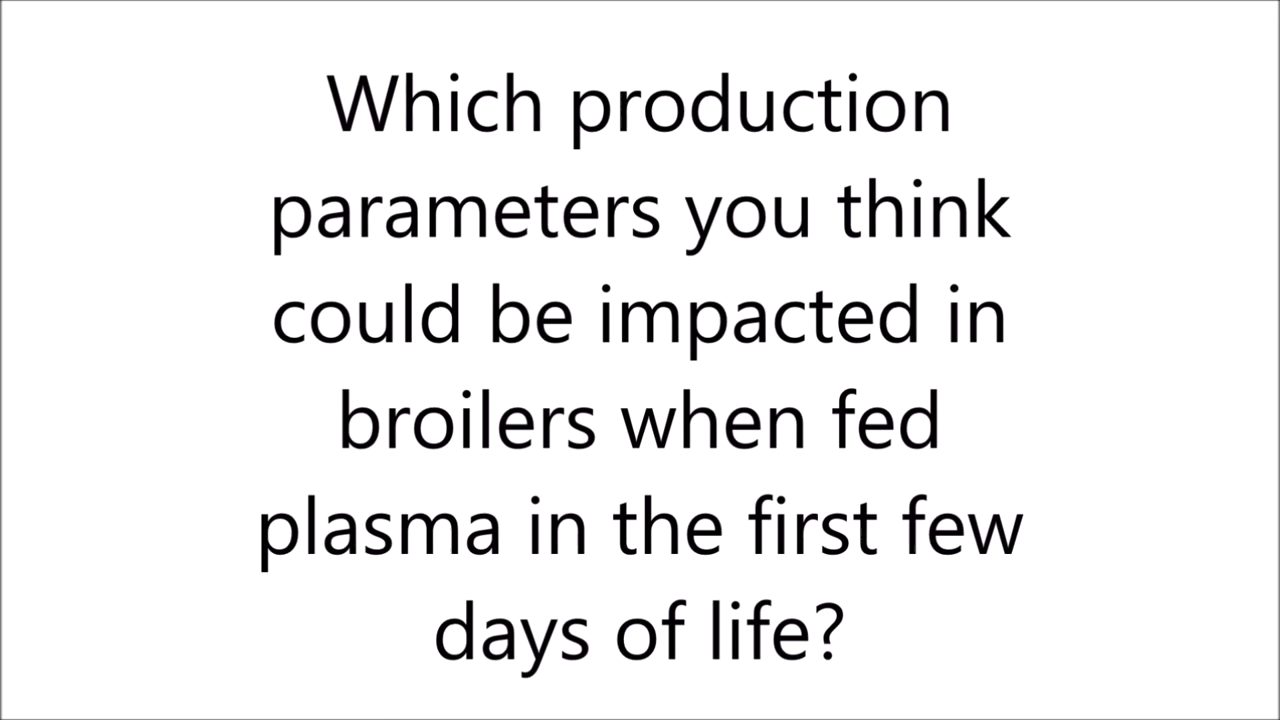 Which production
parameters you think
could be impacted in
broilers when fed
plasma in the first few
days of life?